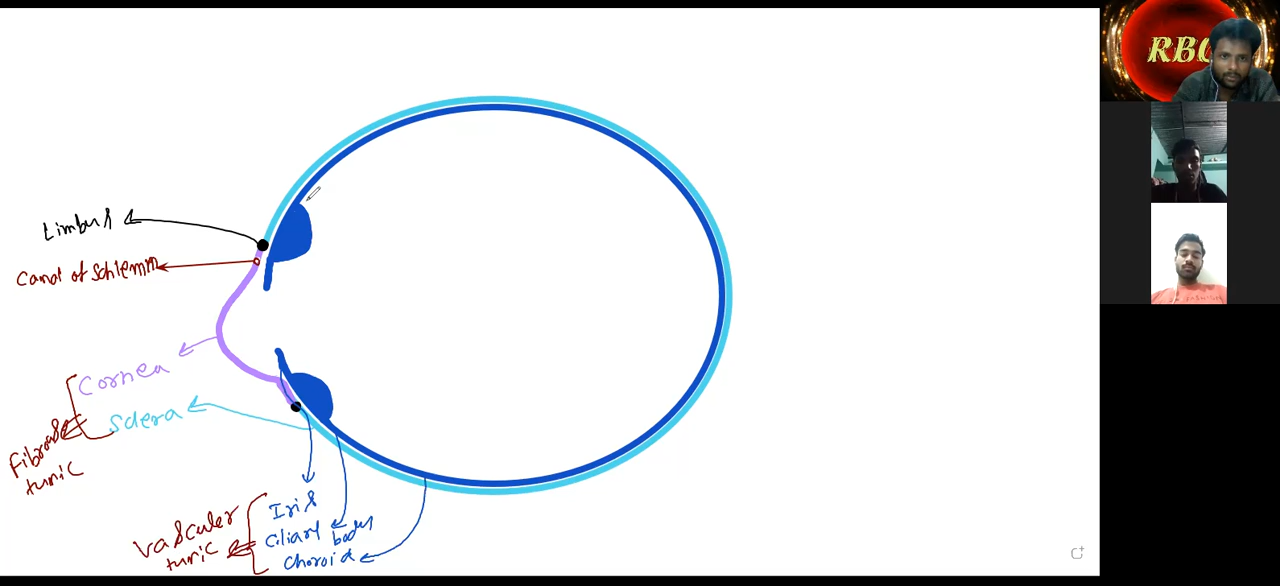 RBC
Limbus
Canal of Schlemm
Cornea
Sclera
Fibrous
tunic
Iris
Ciliary body
Choroid
Vascular
tunic